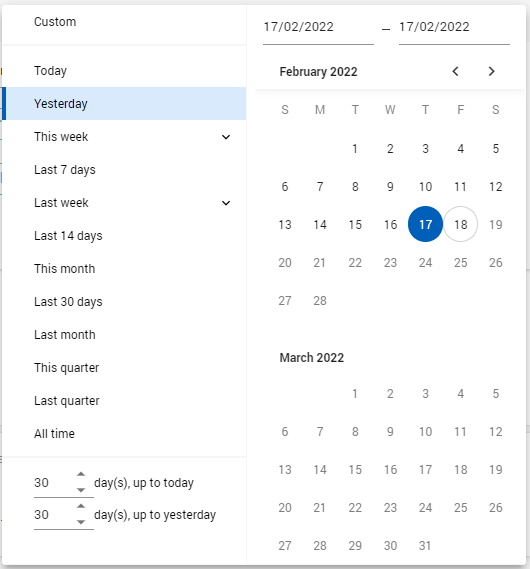 Custom
Today
Yesterday
This week
Last 7 days
Last week
Last 14 days
This month
Last 30 days
Last month
This quarter
Last quarter
All time
30 day(s), up to today
30 day(s), up to yesterday
17/02/2022 – 17/02/2022
February 2022
S M T W T F S
1 2 3 4 5
6 7 8 9 10 11 12
13 14 15 16 17 18 19
20 21 22 23 24 25 26
27 28
March 2022
1 2 3 4 5
6 7 8 9 10 11 12
13 14 15 16 17 18 19
20 21 22 23 24 25 26
27 28 29 30 31